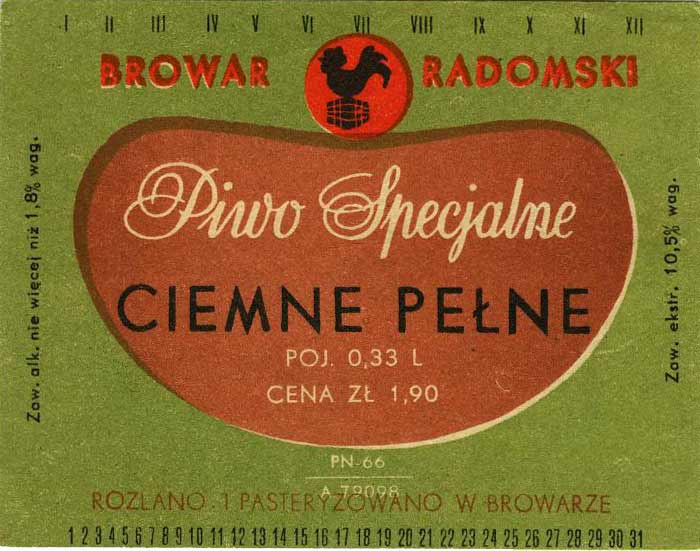 I II III IV V VI VII VIII IX X XI XII
BROWAR RADOMSKI
Piwo Specjalne
CIEMNE PEŁNE
POJ. 0,33 L
CENA ZŁ 1,90
Zaw. alk. nie więcej niż 1,8% wag.
Zaw. ekstr. 10,5% wag.
PN-66
A-79098
ROZLANO I PASTERYZOWANO W BROWARZE
1 2 3 4 5 6 7 8 9 10 11 12 13 14 15 16 17 18 19 20 21 22 23 24 25 26 27 28 29 30 31